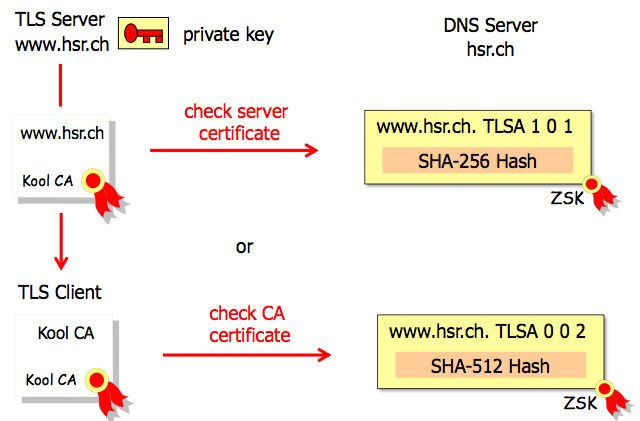 TLS Server
www.hsr.ch
private key
DNS Server
hsr.ch
www.hsr.ch
Kool CA
check server
certificate
www.hsr.ch. TLSA 1 0 1
SHA-256 Hash
ZSK
or
TLS Client
Kool CA
Kool CA
check CA
certificate
www.hsr.ch. TLSA 0 0 2
SHA-512 Hash
ZSK